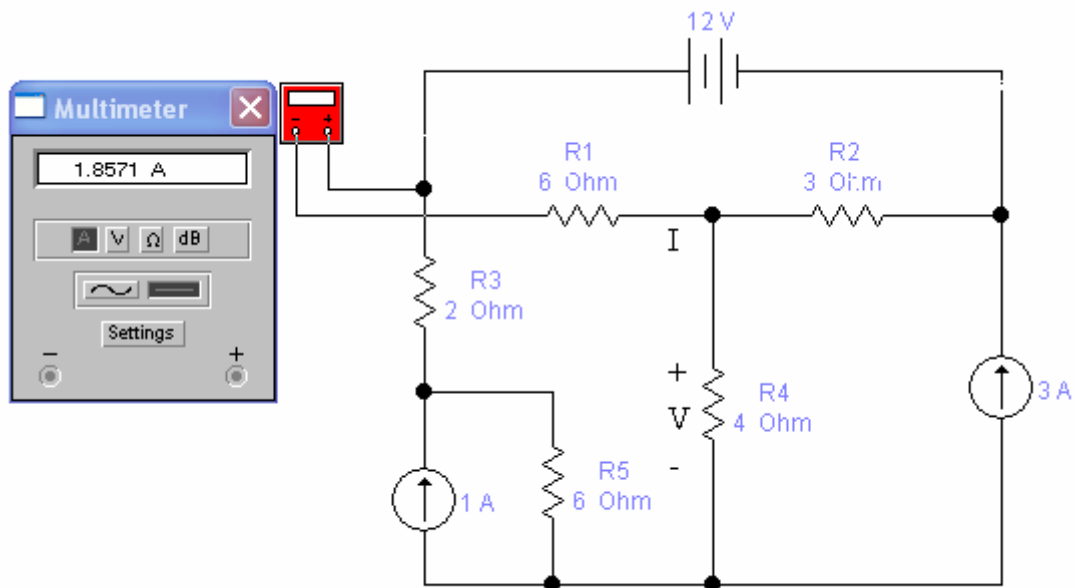 12 V
Multimeter
1.8571 A
A V Ω dB
Settings
- +
- +
R1
6 Ohm
R2
3 Ohm
I
R3
2 Ohm
+
V
-
R4
4 Ohm
3 A
R5
6 Ohm
1 A